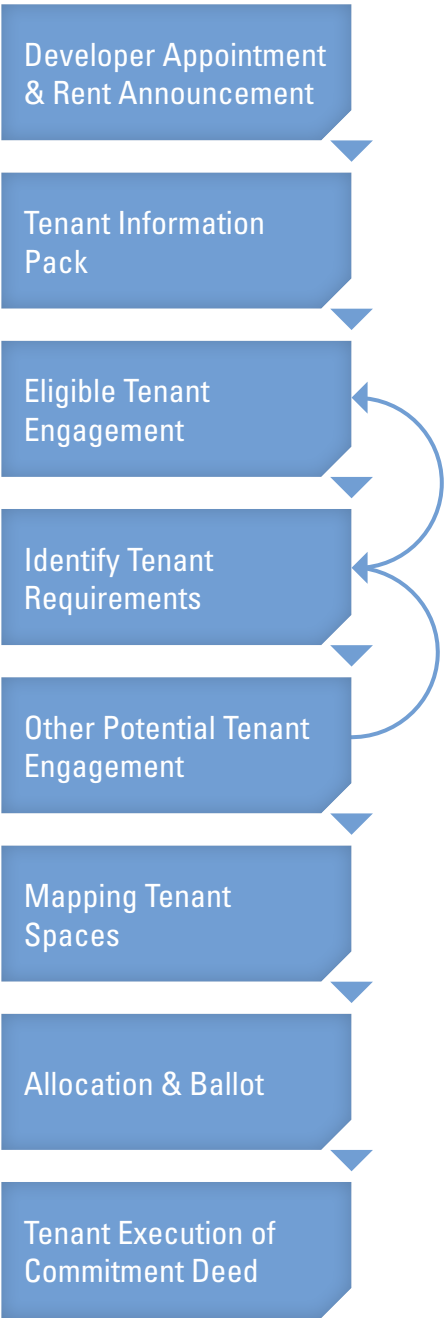 Developer Appointment
& Rent Announcement
Tenant Information
Pack
Eligible Tenant
Engagement
Identify Tenant
Requirements
Other Potential Tenant
Engagement
Mapping Tenant
Spaces
Allocation & Ballot
Tenant Execution of
Commitment Deed